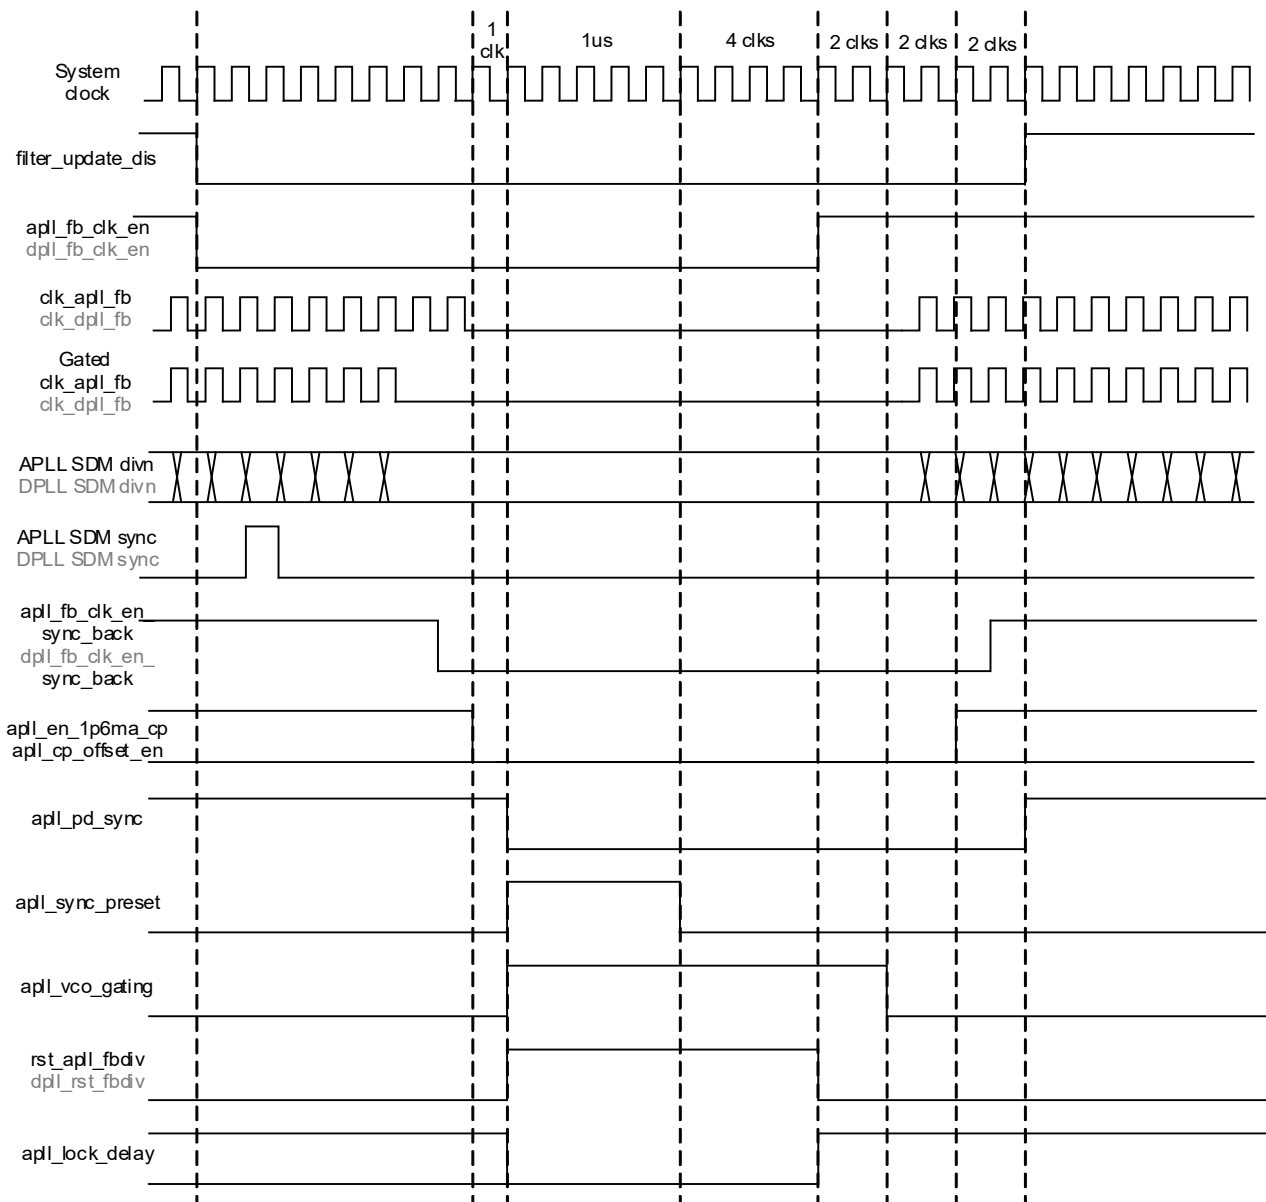 1
clk
1us
4 clks
2 clks
2 clks
2 clks
System
clock
filter_update_dis
apll_fb_clk_en
dpll_fb_clk_en
clk_apll_fb
clk_dpll_fb
Gated
clk_apll_fb
clk_dpll_fb
APLL SDM divn
DPLL SDM divn
APLL SDM sync
DPLL SDM sync
apll_fb_clk_en_
sync_back
dpll_fb_clk_en_
sync_back
apll_en_1p6ma_cp
apll_cp_offset_en
apll_pd_sync
apll_sync_preset
apll_vco_gating
rst_apll_fbdiv
dpll_rst_fbdiv
apll_lock_delay